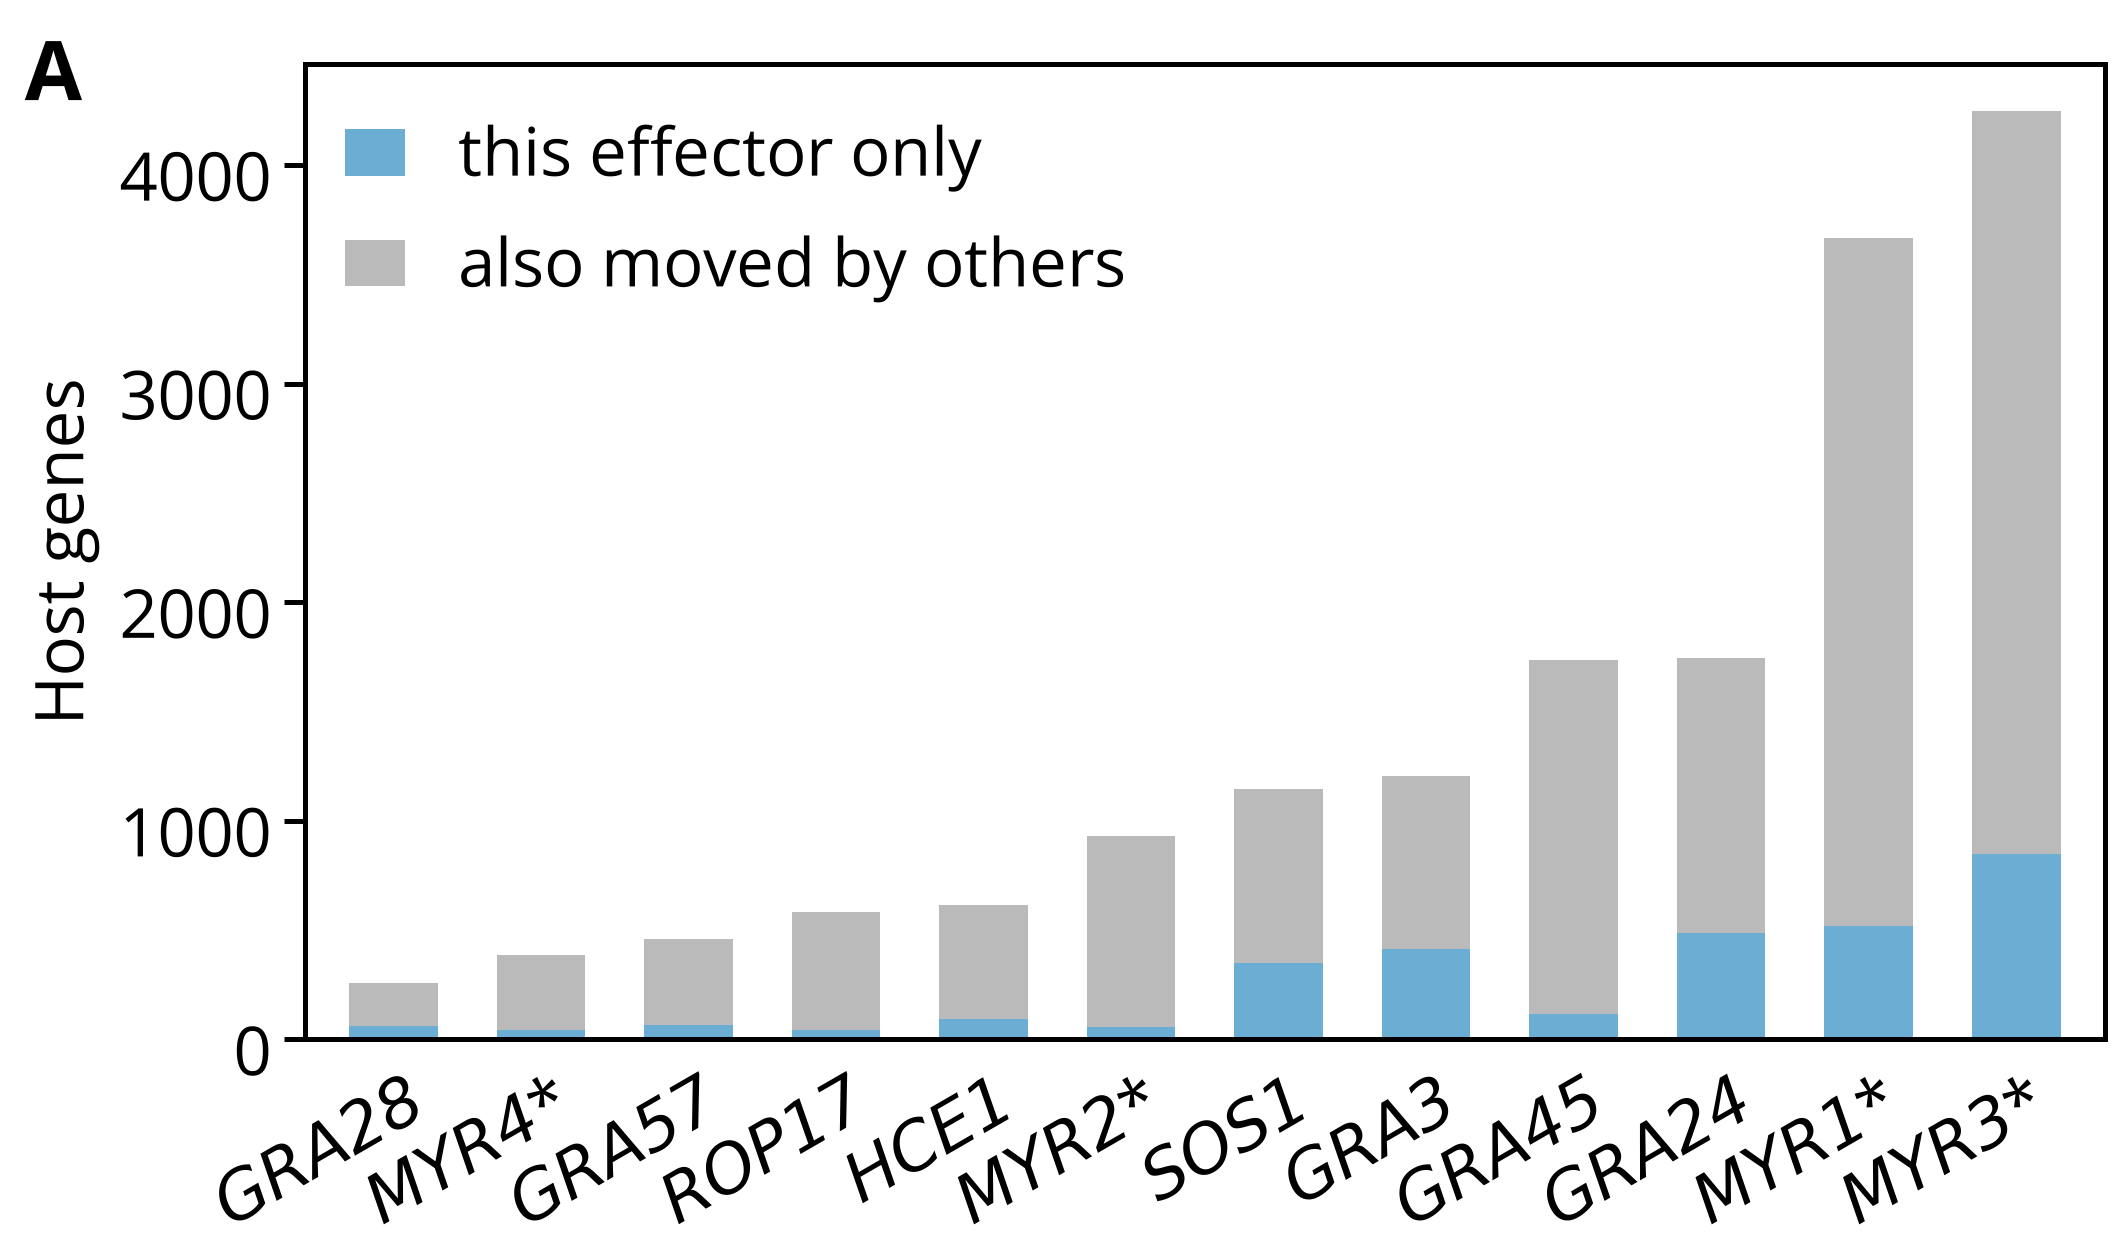 A
this effector only
also moved by others
Host genes
4000
3000
2000
1000
0
GRA28
MYR4*
GRA57
ROP17
HCE1
MYR2*
SOS1
GRA3
GRA45
GRA24
MYR1*
MYR3*